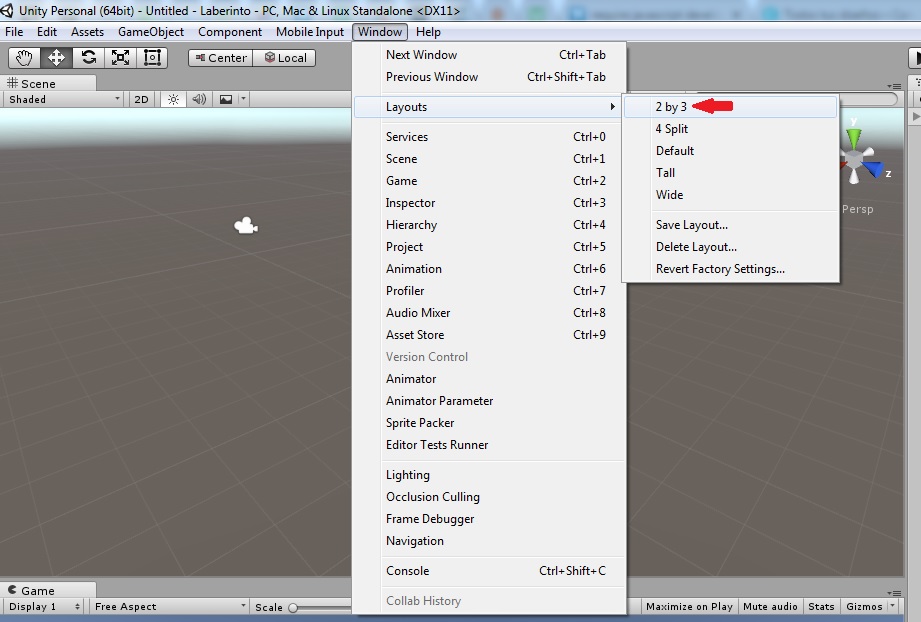 Unity Personal (64bit) - Untitled - Laberinto - PC, Mac & Linux Standalone <DX11>
File Edit Assets GameObject Component Mobile Input Window Help
Center Local
Scene
Shaded 2D
Next Window Ctrl+Tab
Previous Window Ctrl+Shift+Tab
Layouts
Services Ctrl+0
Scene Ctrl+1
Game Ctrl+2
Inspector Ctrl+3
Hierarchy Ctrl+4
Project Ctrl+5
Animation Ctrl+6
Profiler Ctrl+7
Audio Mixer Ctrl+8
Asset Store Ctrl+9
Version Control
Animator
Animator Parameter
Sprite Packer
Editor Tests Runner
Lighting
Occlusion Culling
Frame Debugger
Navigation
Console Ctrl+Shift+C
Collab History
2 by 3
4 Split
Default
Tall
Wide
Save Layout...
Delete Layout...
Revert Factory Settings...
y
z
Persp
Game
Display 1 Free Aspect Scale Maximize on Play Mute audio Stats Gizmos